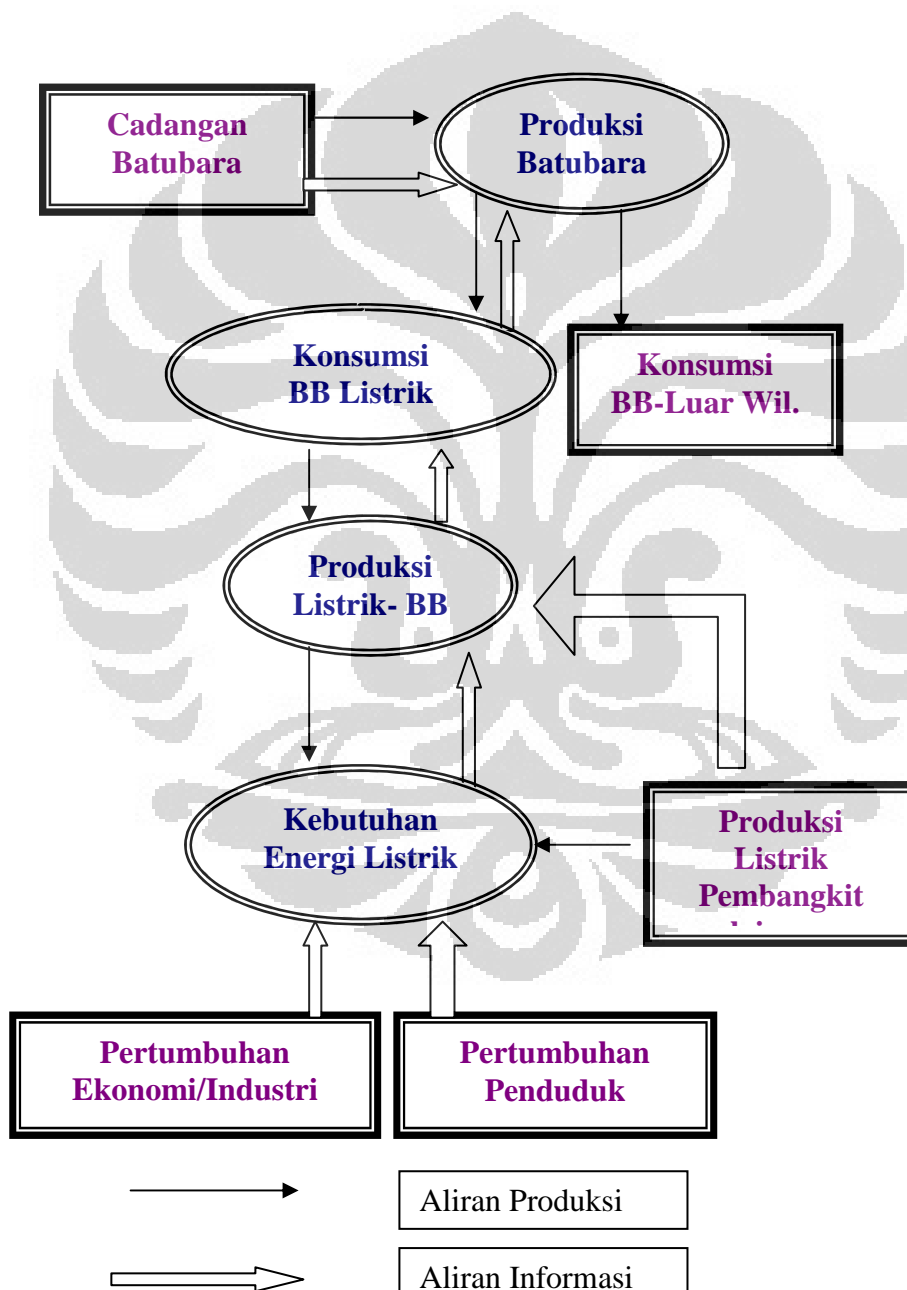 Cadangan
Batubara
Produksi
Batubara
Konsumsi
BB Listrik
Konsumsi
BB-Luar Wil.
Produksi
Listrik- BB
Kebutuhan
Energi Listrik
Produksi
Listrik
Pembangkit
Pertumbuhan
Ekonomi/Industri
Pertumbuhan
Penduduk
Aliran Produksi
Aliran Informasi